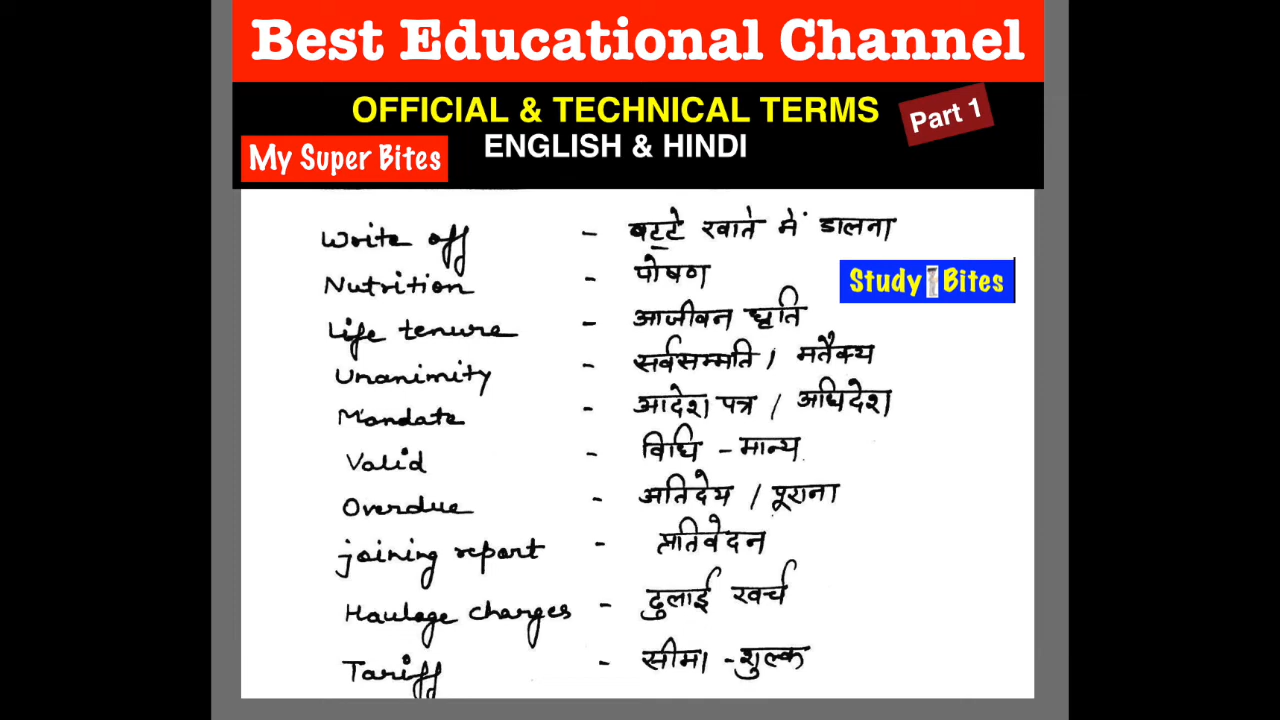 Best Educational Channel
OFFICIAL & TECHNICAL TERMS Part 1
ENGLISH & HINDI
My Super Bites
Write off - बट्टे खाते में डालना
Nutrition - पोषण
Study Bites
Life tenure - आजीवन धृति
Unanimity - सर्वसम्मति / मतैक्य
Mandate - आदेश पत्र / अधिदेश
Valid - विधि - मान्य
Overdue - अतिदेय / पूराना
joining report - प्रतिवेदन
Haulage charges - ढुलाई खर्च
Tariff - सीमा - शुल्क